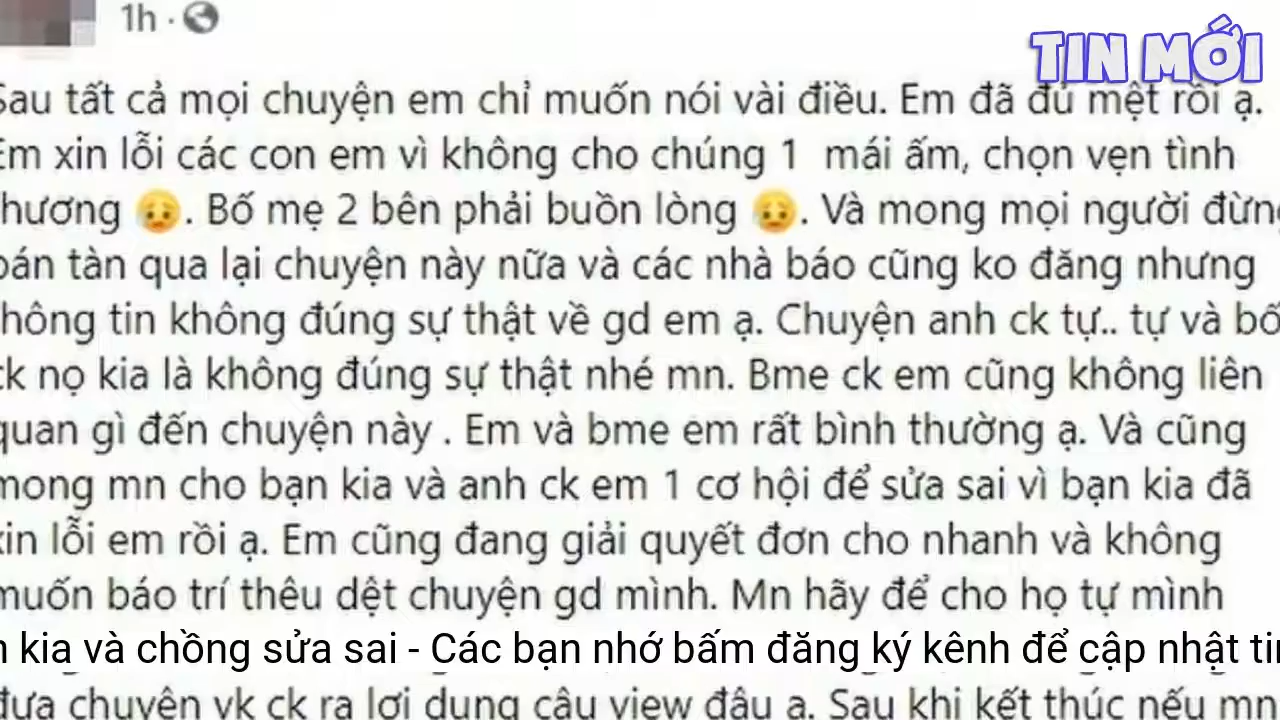 1h
TIN MỚI
Sau tất cả mọi chuyện em chỉ muốn nói vài điều. Em đã đủ mệt rồi ạ.
Em xin lỗi các con em vì không cho chúng 1 mái ấm, chọn vẹn tình
thương 😥. Bố mẹ 2 bên phải buồn lòng 😥. Và mong mọi người đừng
bán tàn qua lại chuyện này nữa và các nhà báo cũng ko đăng nhưng
thông tin không đúng sự thật về gd em ạ. Chuyện anh ck tự.. tự và bố
ck nọ kia là không đúng sự thật nhé mn. Bme ck em cũng không liên
quan gì đến chuyện này . Em và bme em rất bình thường ạ. Và cũng
mong mn cho bạn kia và anh ck em 1 cơ hội để sửa sai vì bạn kia đã
xin lỗi em rồi ạ. Em cũng đang giải quyết đơn cho nhanh và không
muốn báo trí thêu dệt chuyện gd mình. Mn hãy để cho họ tự mình
kia và chồng sửa sai - Các bạn nhớ bấm đăng ký kênh để cập nhật tin
đưa chuyện vk ck ra lợi dụng câu view đâu ạ. Sau khi kết thúc nếu mn